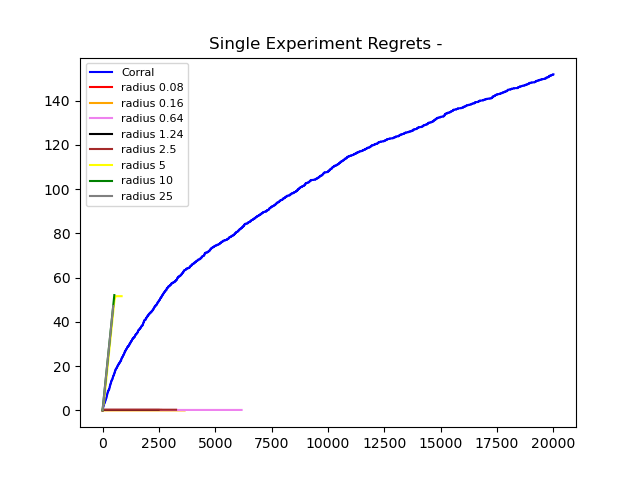 Single Experiment Regrets -
Corral
radius 0.08
radius 0.16
radius 0.64
radius 1.24
radius 2.5
radius 5
radius 10
radius 25
140
120
100
80
60
40
20
0
0 2500 5000 7500 10000 12500 15000 17500 20000